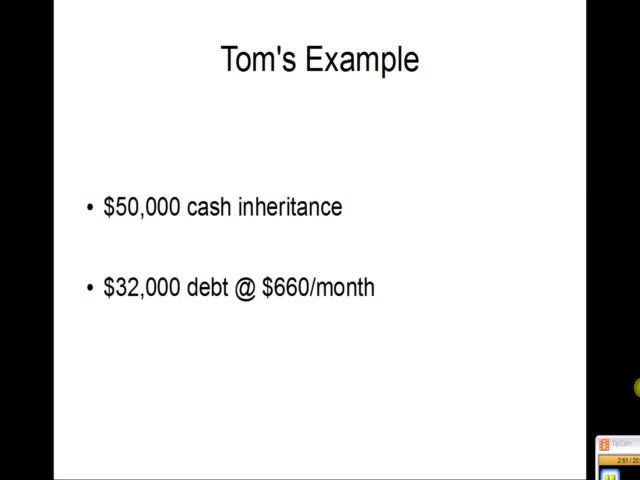 Tom's Example
• $50,000 cash inheritance
• $32,000 debt @ $660/month